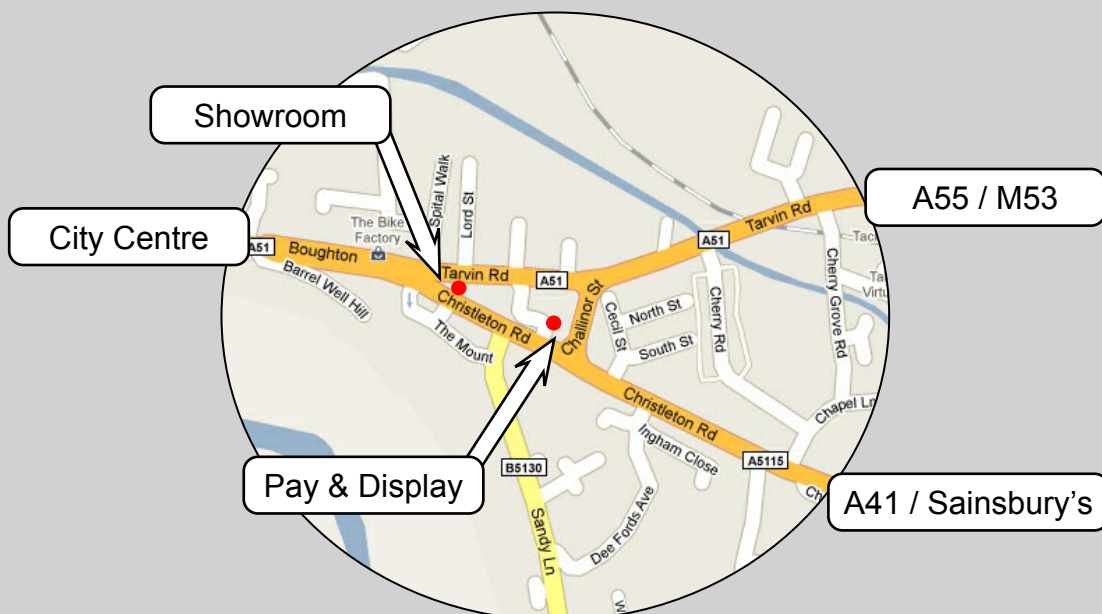 Showroom
City Centre
A55 / M53
Pay & Display
A41 / Sainsbury’s
Spital Walk
Lord St
The Bike
Factory
A51
Boughton
Barrel Well Hill
Tarvin Rd
A51
Christleton Rd
The Mount
Challinor St
Cecil St
North St
South St
A51
Tarvin Rd
Cherry Rd
Cherry Grove Rd
Chapel Ln
Christleton Rd
Ingham Close
A5115
B5130
Sandy Ln
Dee Fords Ave